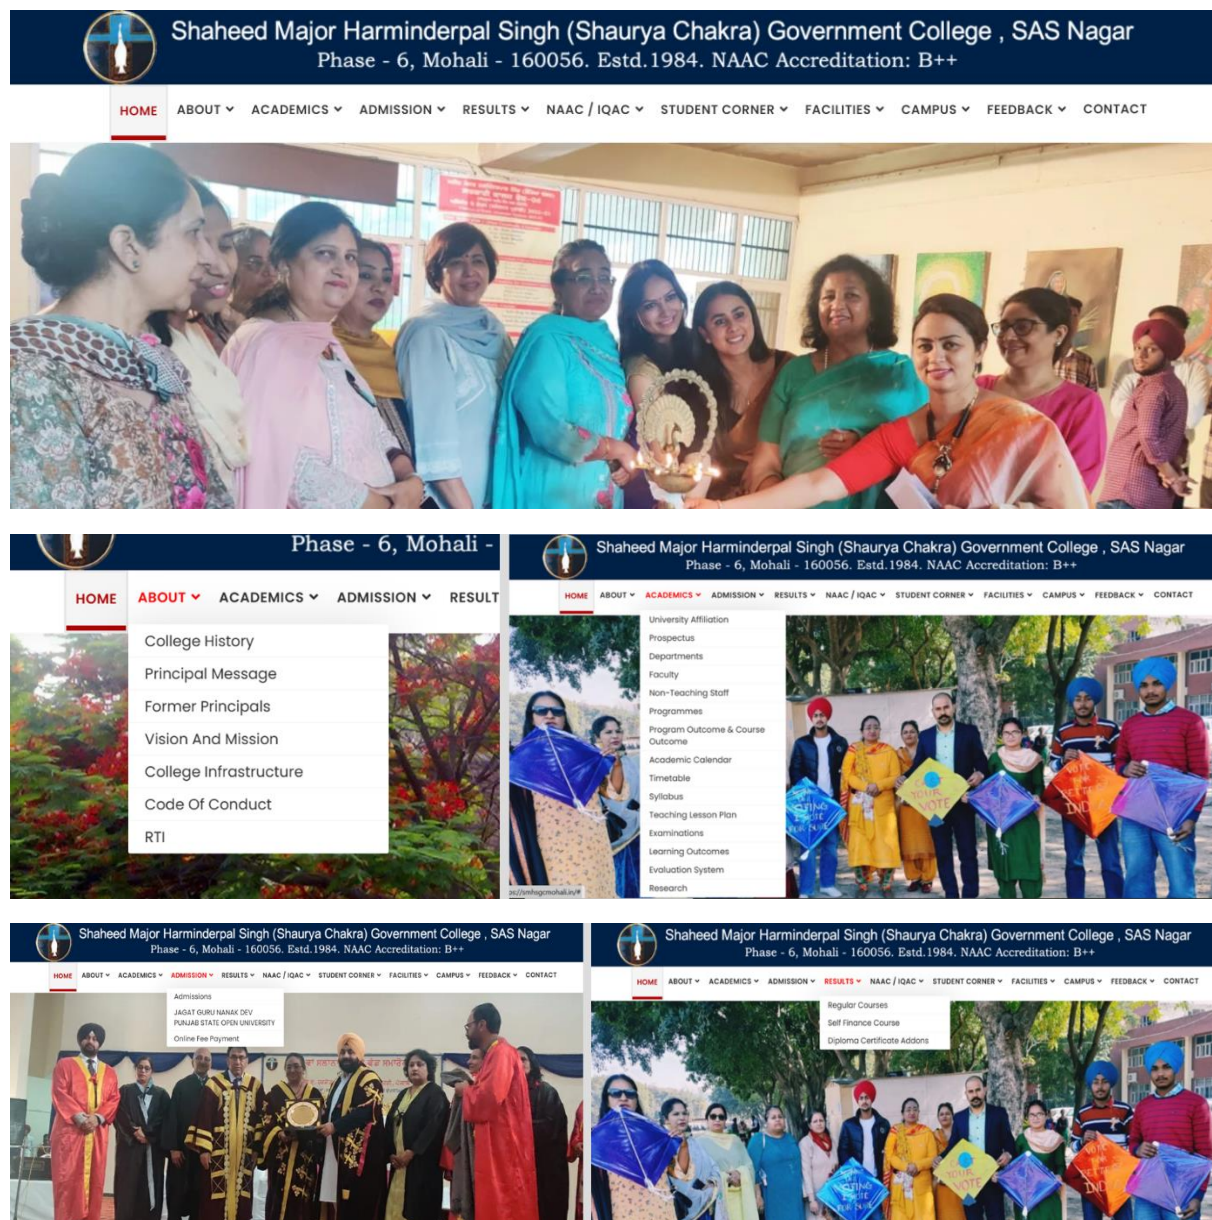 Shaheed Major Harminderpal Singh (Shaurya Chakra) Government College , SAS Nagar
Phase - 6, Mohali - 160056. Estd.1984. NAAC Accreditation: B++
HOME ABOUT ACADEMICS ADMISSION RESULTS NAAC / IQAC STUDENT CORNER FACILITIES CAMPUS FEEDBACK CONTACT
Phase - 6, Mohali -
HOME ABOUT ACADEMICS ADMISSION RESULT
College History
Principal Message
Former Principals
Vision And Mission
College Infrastructure
Code Of Conduct
RTI
Shaheed Major Harminderpal Singh (Shaurya Chakra) Government College , SAS Nagar
Phase - 6, Mohali - 160056. Estd.1984. NAAC Accreditation: B++
HOME ABOUT ACADEMICS ADMISSION RESULTS NAAC / IQAC STUDENT CORNER FACILITIES CAMPUS FEEDBACK CONTACT
University Affiliation
Prospectus
Departments
Faculty
Non-Teaching Staff
Programmes
Program Outcome & Course
Outcome
Academic Calendar
Timetable
Syllabus
Teaching Lesson Plan
Examinations
Learning Outcomes
Evaluation System
Research
ps://smhsgcmohali.in/#
YOUR
VOTE
VOTE
BETTER
INDIA
Shaheed Major Harminderpal Singh (Shaurya Chakra) Government College , SAS Nagar
Phase - 6, Mohali - 160056. Estd.1984. NAAC Accreditation: B++
HOME ABOUT ACADEMICS ADMISSION RESULTS NAAC / IQAC STUDENT CORNER FACILITIES CAMPUS FEEDBACK CONTACT
Admissions
JAGAT GURU NANAK DEV
PUNJAB STATE OPEN UNIVERSITY
Online Fee Payment
Shaheed Major Harminderpal Singh (Shaurya Chakra) Government College , SAS Nagar
Phase - 6, Mohali - 160056. Estd.1984. NAAC Accreditation: B++
HOME ABOUT ACADEMICS ADMISSION RESULTS NAAC / IQAC STUDENT CORNER FACILITIES CAMPUS FEEDBACK CONTACT
Regular Courses
Self Finance Course
Diploma Certificate Addons
YOUR
VOTE